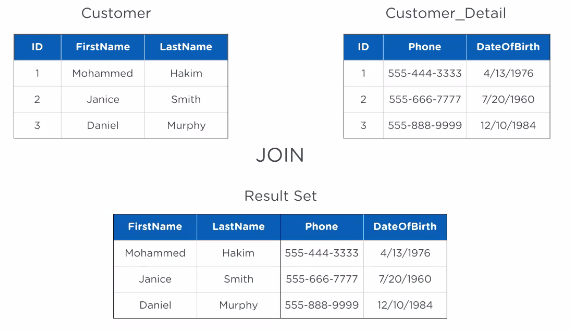 Customer
ID FirstName LastName
1 Mohammed Hakim
2 Janice Smith
3 Daniel Murphy
Customer_Detail
ID Phone DateOfBirth
1 555-444-3333 4/13/1976
2 555-666-7777 7/20/1960
3 555-888-9999 12/10/1984
JOIN
Result Set
FirstName LastName Phone DateOfBirth
Mohammed Hakim 555-444-3333 4/13/1976
Janice Smith 555-666-7777 7/20/1960
Daniel Murphy 555-888-9999 12/10/1984